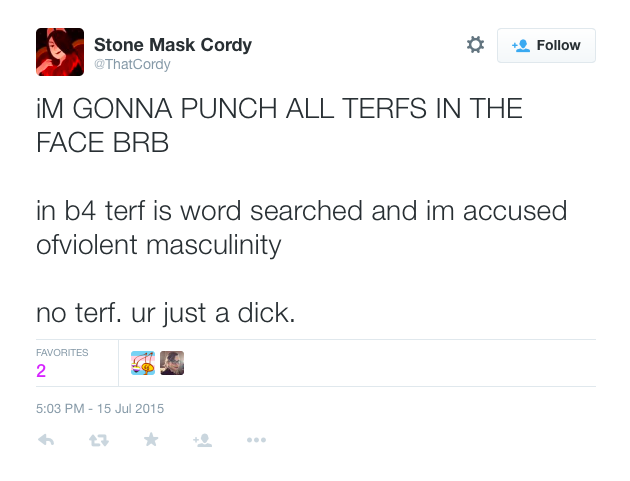 Stone Mask Cordy
@ThatCordy
Follow
iM GONNA PUNCH ALL TERFS IN THE
FACE BRB
in b4 terf is word searched and im accused
ofviolent masculinity
no terf. ur just a dick.
FAVORITES
2
5:03 PM - 15 Jul 2015